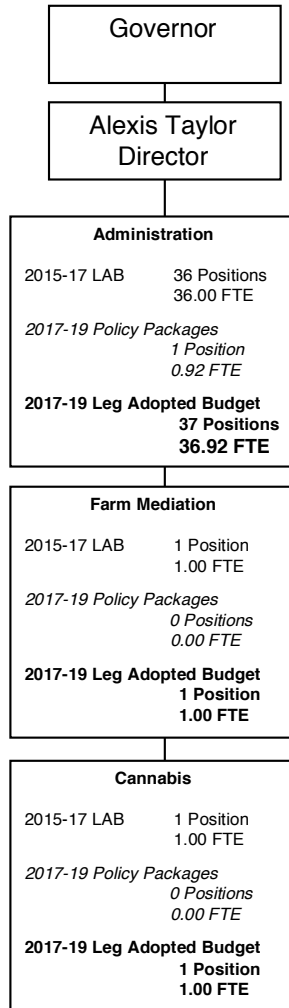 Governor
Alexis Taylor
Director
Administration
2015-17 LAB 36 Positions
36.00 FTE
2017-19 Policy Packages
1 Position
0.92 FTE
2017-19 Leg Adopted Budget
37 Positions
36.92 FTE
Farm Mediation
2015-17 LAB 1 Position
1.00 FTE
2017-19 Policy Packages
0 Positions
0.00 FTE
2017-19 Leg Adopted Budget
1 Position
1.00 FTE
Cannabis
2015-17 LAB 1 Position
1.00 FTE
2017-19 Policy Packages
0 Positions
0.00 FTE
2017-19 Leg Adopted Budget
1 Position
1.00 FTE